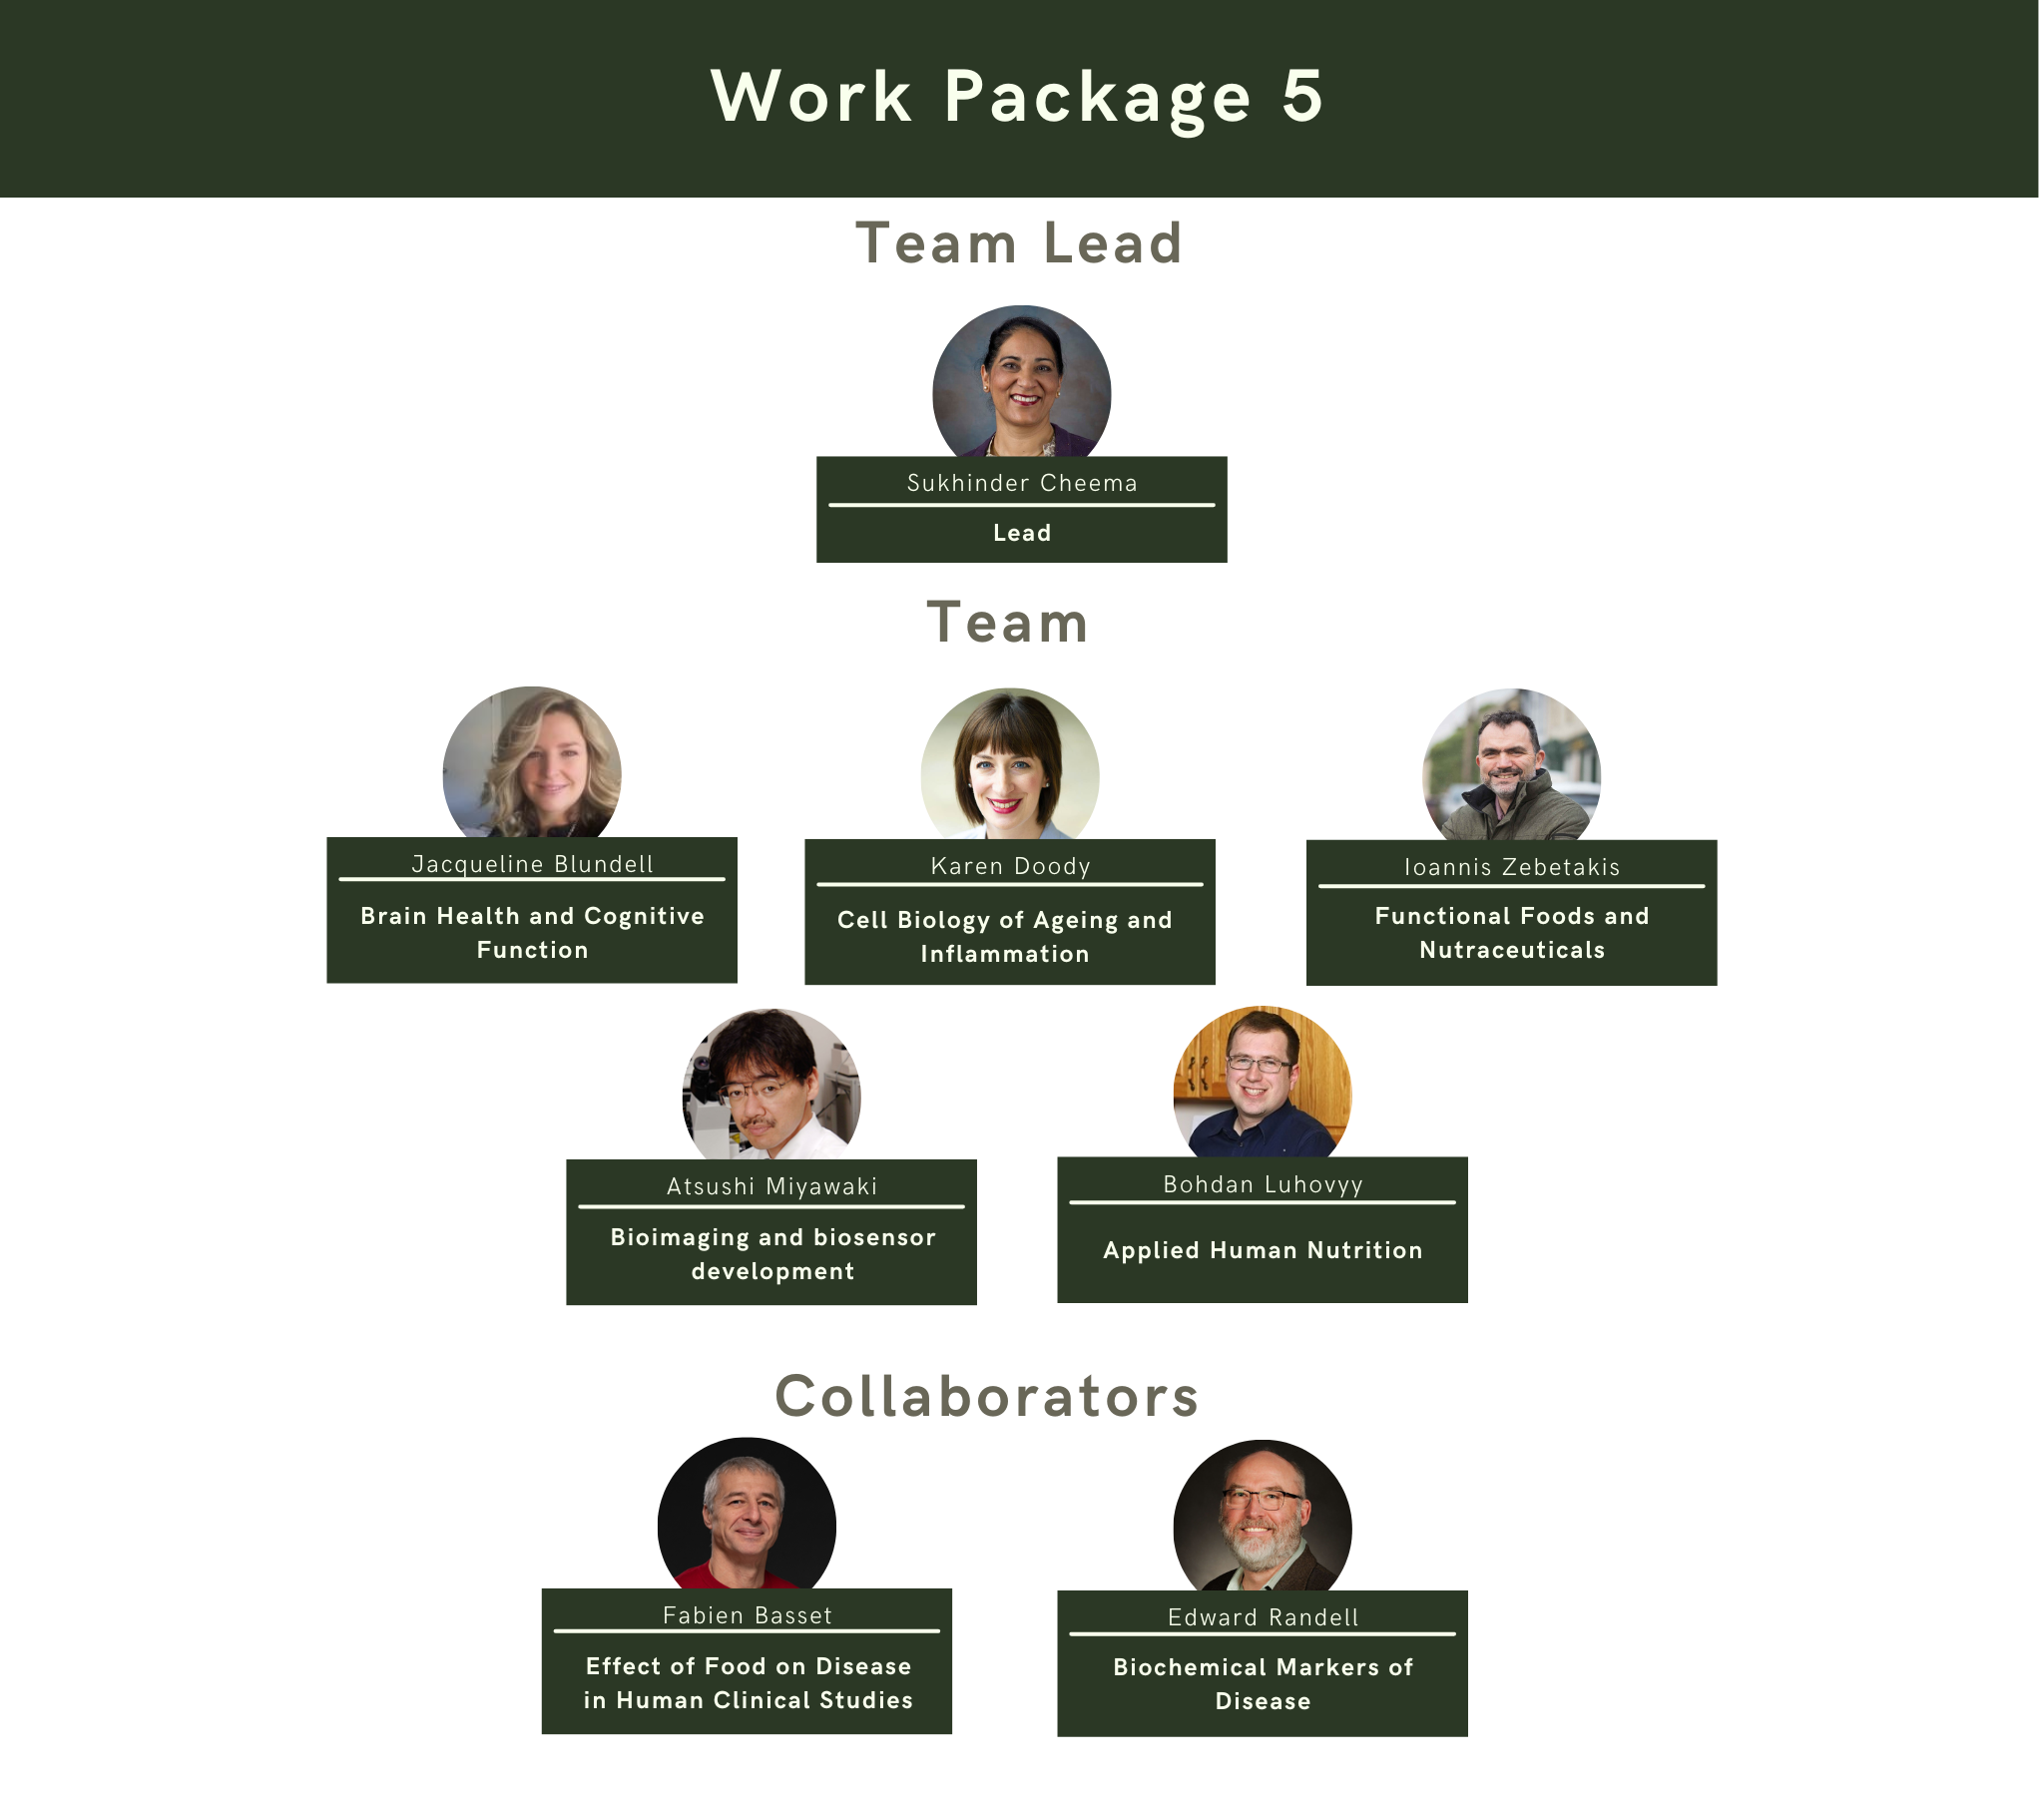 Work Package 5
Team Lead
Sukhinder Cheema
Lead
Team
Jacqueline Blundell
Brain Health and Cognitive
Function
Karen Doody
Cell Biology of Ageing and
Inflammation
Ioannis Zebetakis
Functional Foods and
Nutraceuticals
Atsushi Miyawaki
Bioimaging and biosensor
development
Bohdan Luhovyy
Applied Human Nutrition
Collaborators
Fabien Basset
Effect of Food on Disease
in Human Clinical Studies
Edward Randell
Biochemical Markers of
Disease